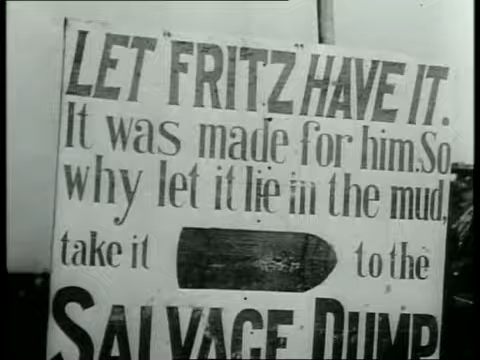 LET "FRITZ" HAVE IT.
It was made for him. So
why let it lie in the mud,
take it to the
SALVAGE DUMP